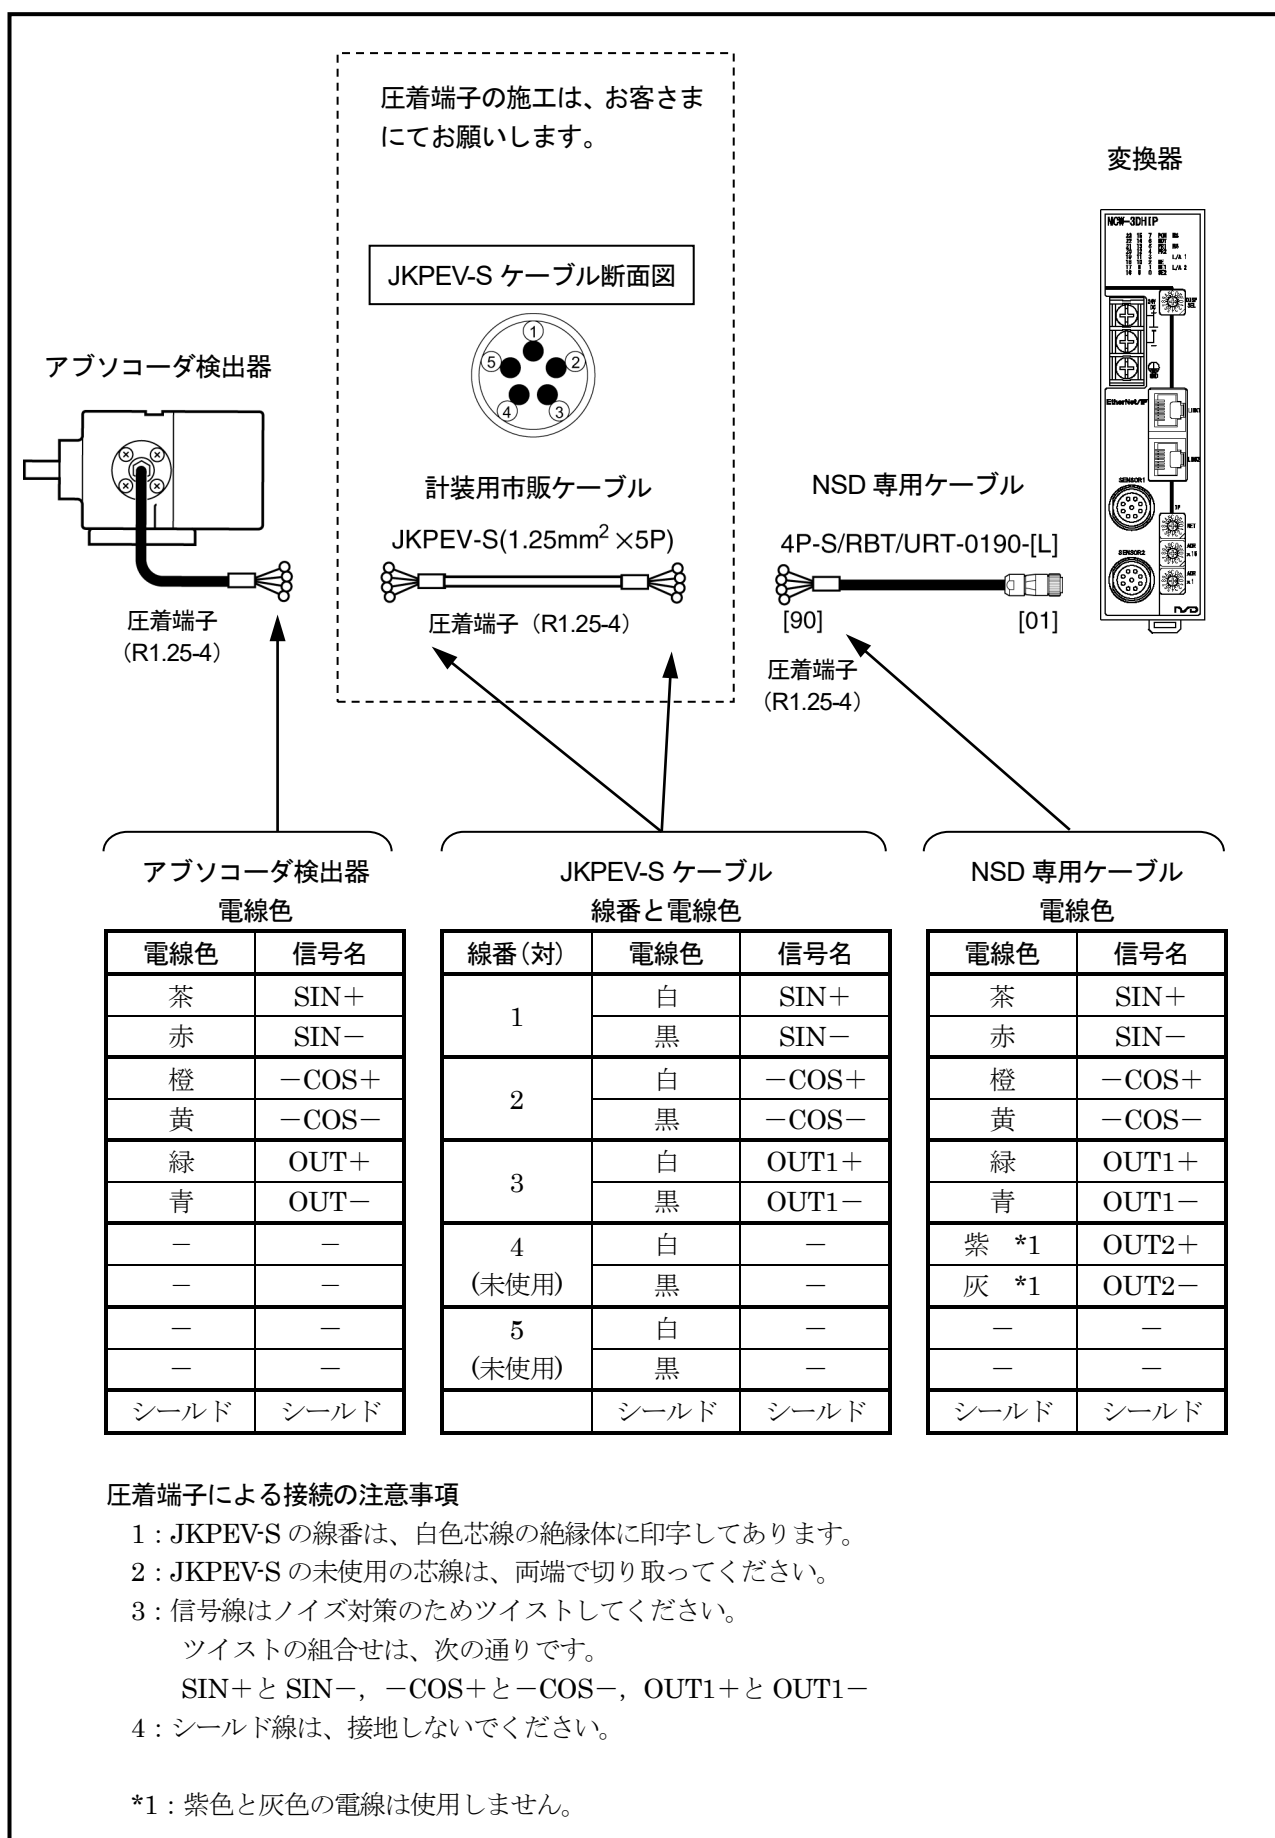 圧着端子の施工は、お客さま
にてお願いします。
変換器
JKPEV-S ケーブル断面図
1
5
2
4
3
アブソコーダ検出器
計装用市販ケーブル
JKPEV-S(1.25mm²×5P)
圧着端子（R1.25-4）
NSD 専用ケーブル
4P-S/RBT/URT-0190-[L]
[90] [01]
圧着端子
（R1.25-4）
圧着端子
（R1.25-4）
NCW-3DHIP
EtherNet/IP
SENSOR1
SENSOR2
アブソコーダ検出器
電線色
電線色 信号名
茶 SIN＋
赤 SIN－
橙 －COS＋
黄 －COS－
緑 OUT＋
青 OUT－
－ －
－ －
－ －
－ －
シールド シールド
JKPEV-S ケーブル
線番と電線色
線番(対) 電線色 信号名
1 白 SIN＋
黒 SIN－
2 白 －COS＋
黒 －COS－
3 白 OUT1＋
黒 OUT1－
4 白 －
(未使用) 黒 －
5 白 －
(未使用) 黒 －
シールド シールド
NSD 専用ケーブル
電線色
電線色 信号名
茶 SIN＋
赤 SIN－
橙 －COS＋
黄 －COS－
緑 OUT1＋
青 OUT1－
紫 *1 OUT2＋
灰 *1 OUT2－
－ －
－ －
シールド シールド
圧着端子による接続の注意事項
1：JKPEV-S の線番は、白色芯線の絶縁体に印字してあります。
2：JKPEV-S の未使用の芯線は、両端で切り取ってください。
3：信号線はノイズ対策のためツイストしてください。
ツイストの組合せは、次の通りです。
SIN＋と SIN－，－COS＋と－COS－，OUT1＋と OUT1－
4：シールド線は、接地しないでください。
*1：紫色と灰色の電線は使用しません。